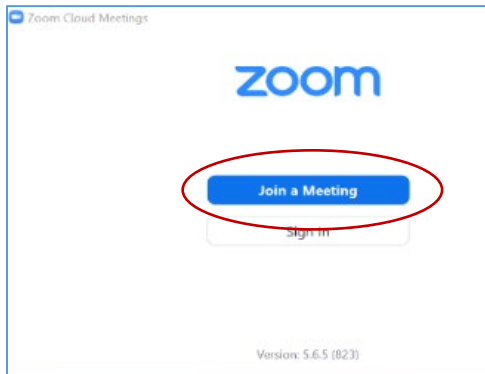 Zoom Cloud Meetings
zoom
Join a Meeting
Sign In
Version: 5.6.5 (823)